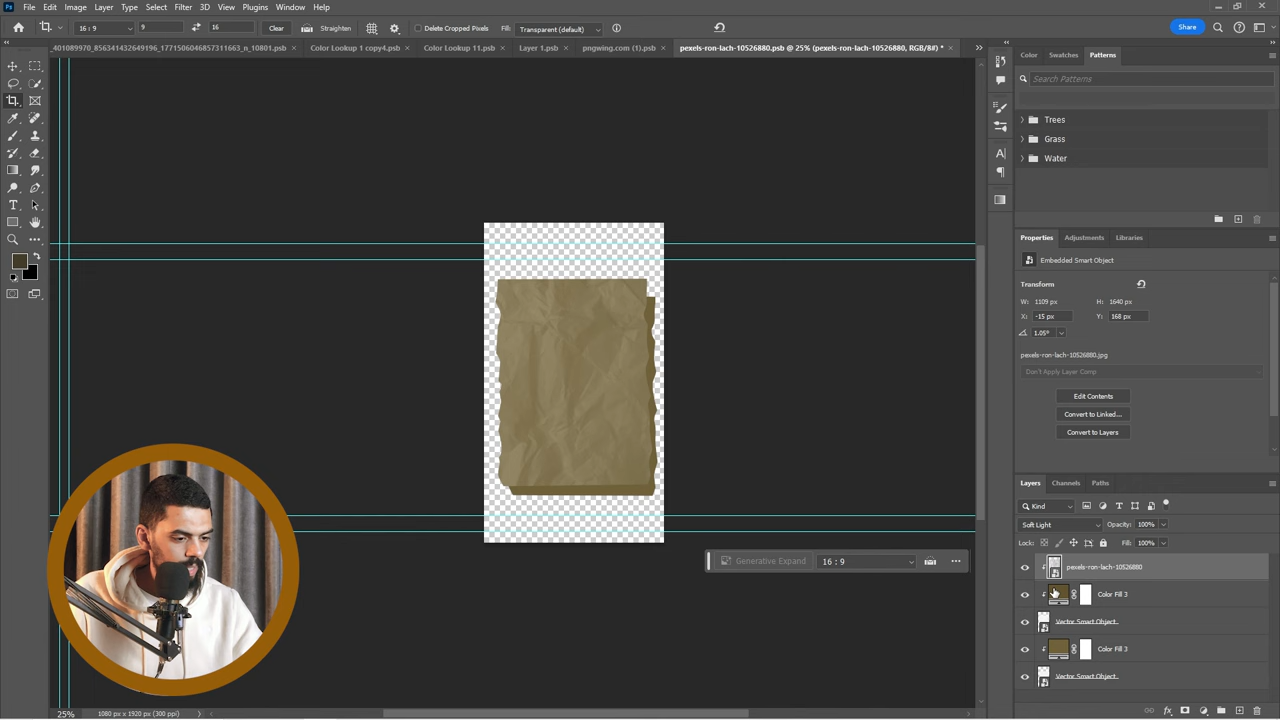 File Edit Image Layer Type Select Filter 3D View Plugins Window Help
16 : 9 9 16 Clear Straighten Delete Cropped Pixels Fill: Transparent (default) Share
_401089970_856341432649196_1771506046857311663_n_10801.psb × Color Lookup 1 copy4.psb × Color Lookup 11.psb × Layer 1.psb × pngwing.com (1).psb × pexels-ron-lach-10526880.psb @ 25% (pexels-ron-lach-10526880, RGB/8#) * ×
Color Swatches Patterns
Search Patterns
Trees
Grass
Water
Properties Adjustments Libraries
Embedded Smart Object
Transform
W: 1109 px H: 1640 px
X: -15 px Y: 168 px
1.05°
pexels-ron-lach-10526880.jpg
Don't Apply Layer Comp
Edit Contents
Convert to Linked...
Convert to Layers
Layers Channels Paths
Kind
Soft Light Opacity: 100%
Lock: Fill: 100%
pexels-ron-lach-10526880
Color Fill 3
Vector Smart Object
Color Fill 3
Vector Smart Object
Generative Expand 16 : 9
25% 1080 px x 1920 px (300 ppi)